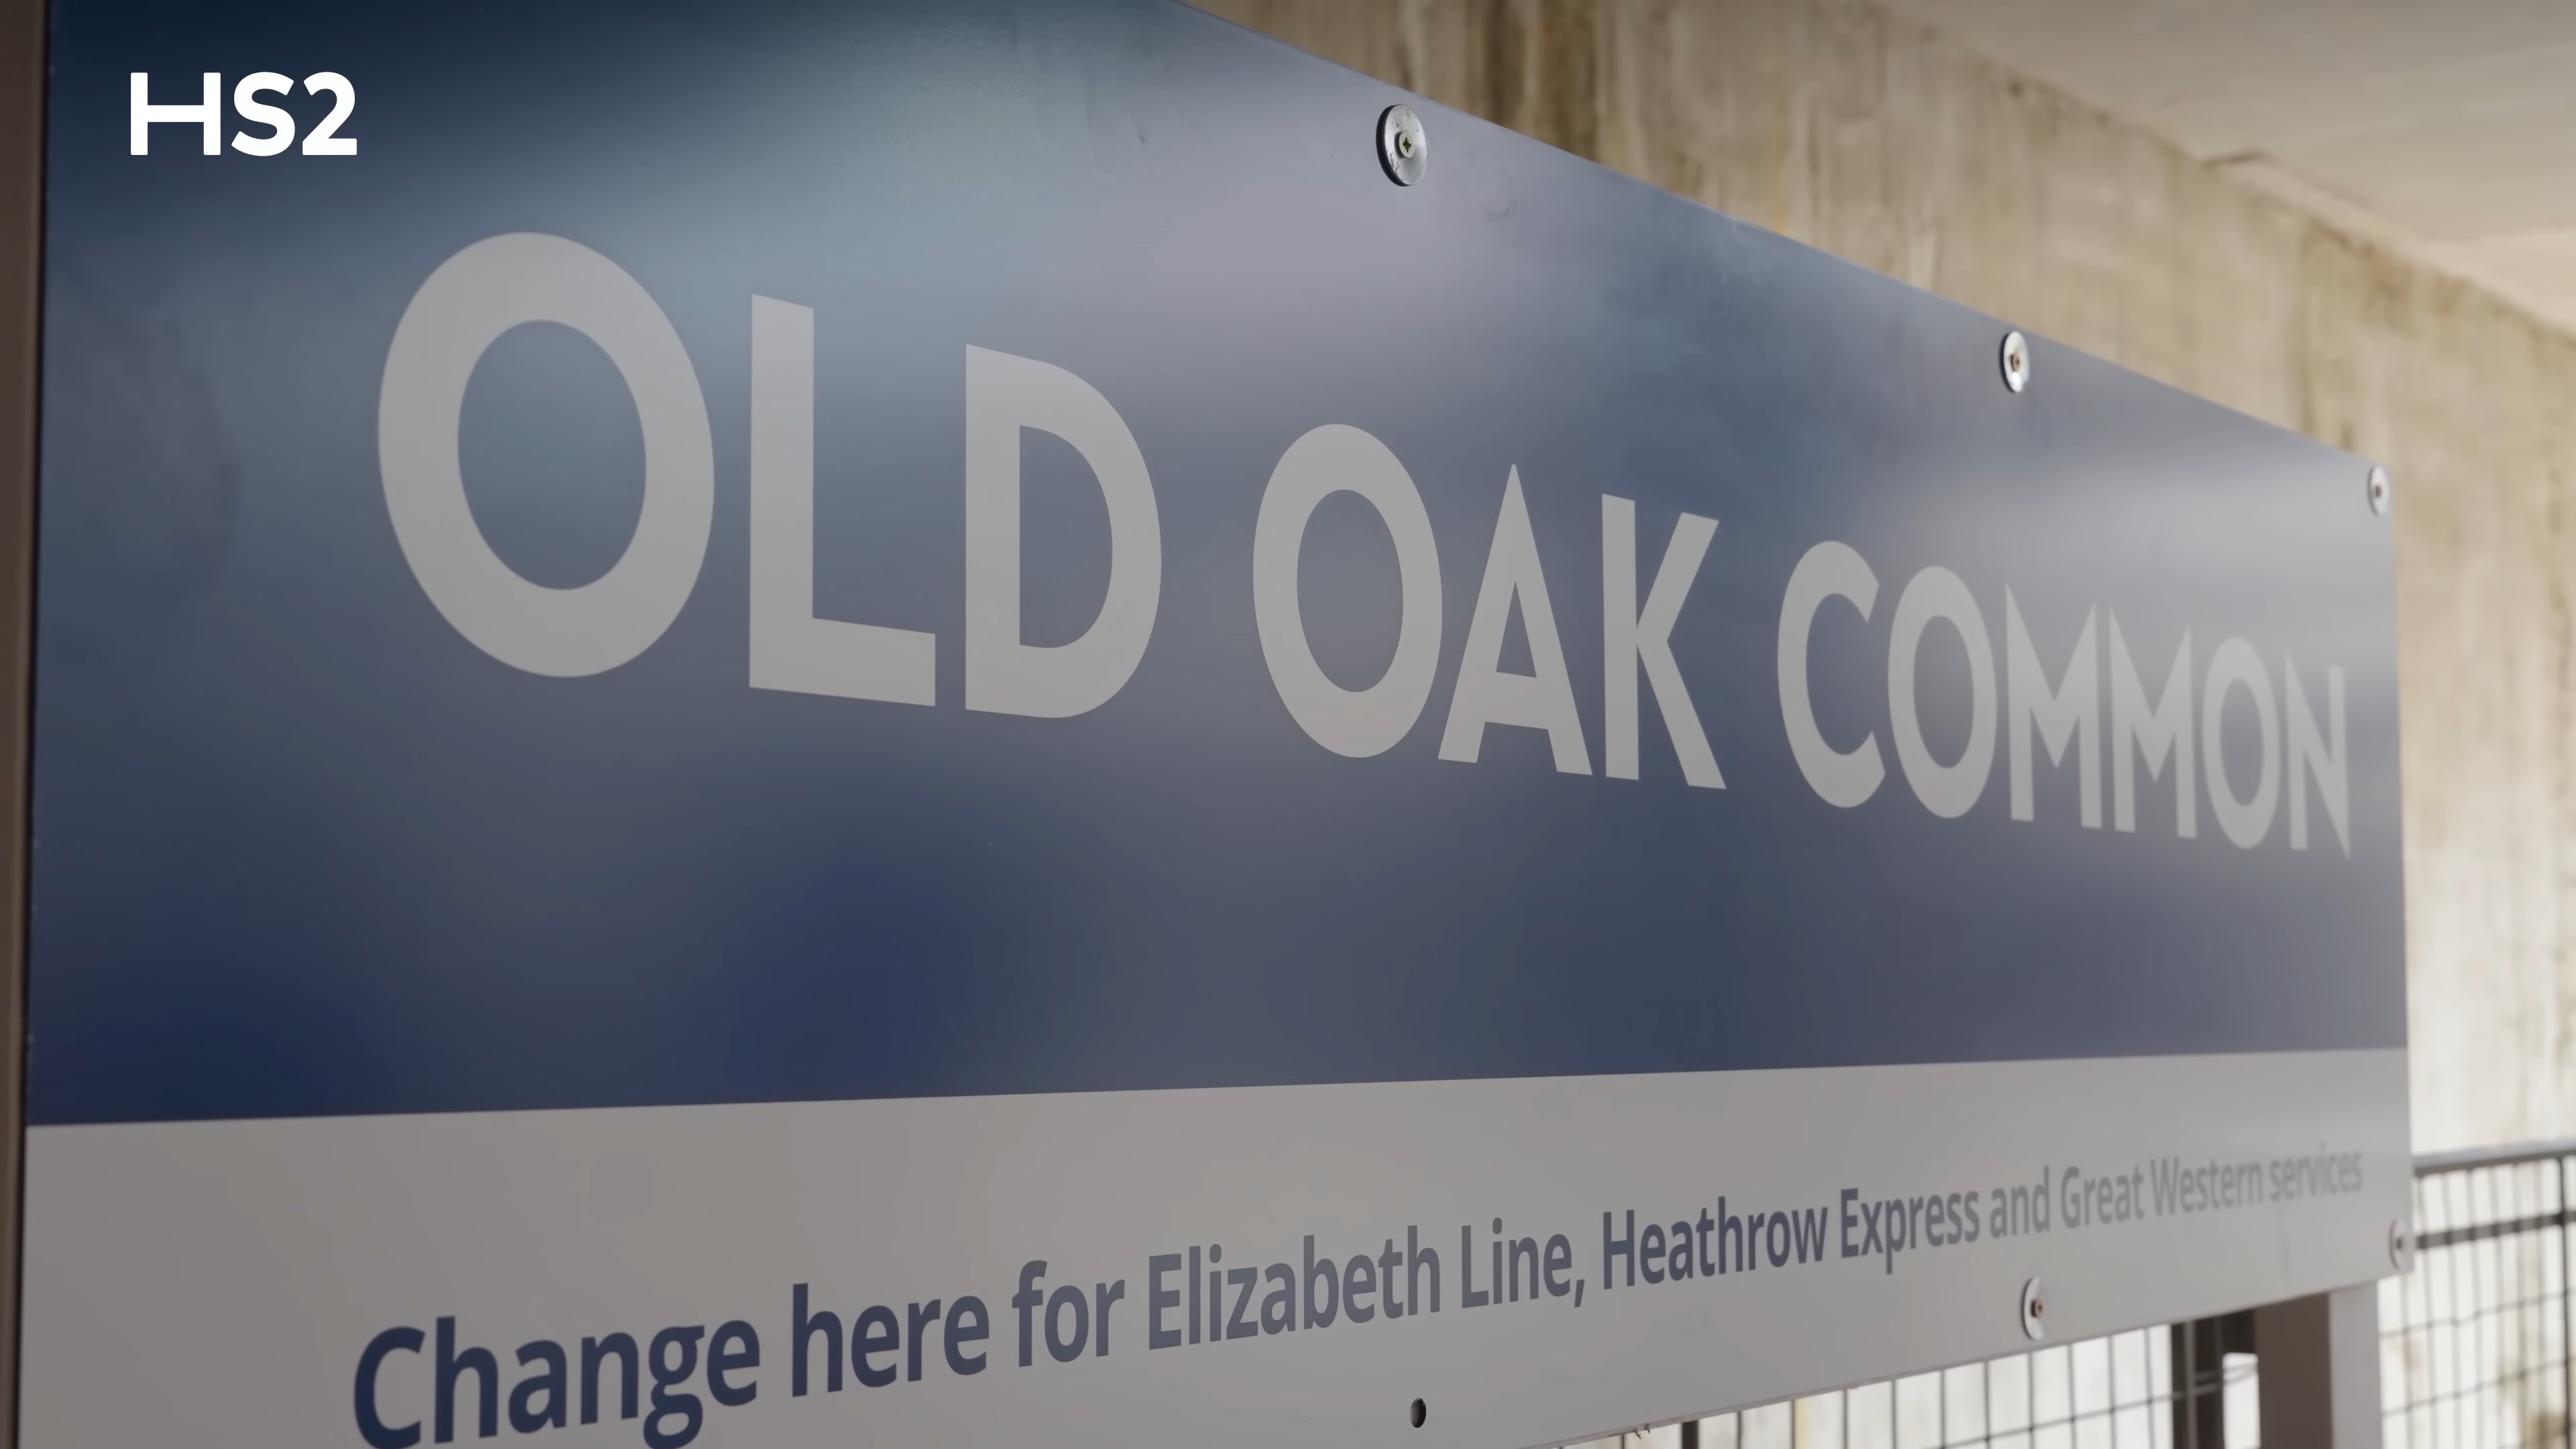 HS2
OLD OAK COMMON
Change here for Elizabeth Line, Heathrow Express and Great Western services